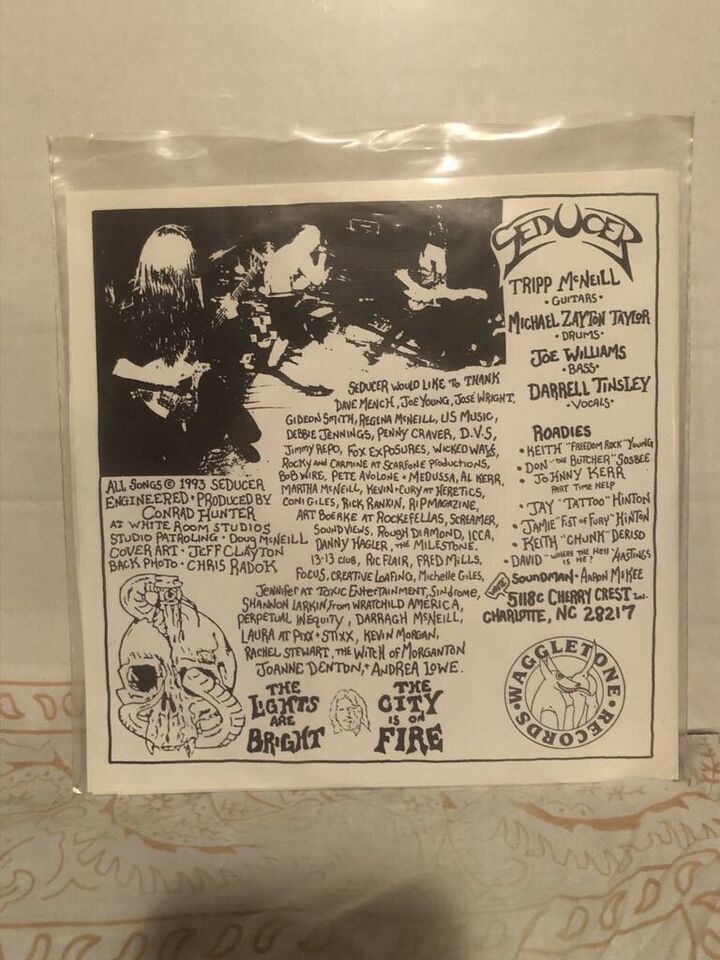 SEDUCER
TRIPP McNEILL
• GUITARS •
MICHAEL ZAYTON TAYLOR
• DRUMS •
JOE WILLIAMS
• BASS •
DARRELL TINSLEY
• VOCALS •
ROADIES
• KEITH "FREEDOM ROCK" YOUNG
• DON "THE BUTCHER" SOSBEE
• JOHNNY KERR
PART TIME HELP
• JAY "TATTOO" HINTON
• JAMIE "FIST OF FURY" HINTON
• KEITH "CHUNK" DERISO
• DAVID "WHERE THE HELL IS HE?" HASTINGS
SOUNDMAN • AARON McKEE
WRITE 5118C CHERRY CREST LN.
CHARLOTTE, NC 28217
SEDUCER WOULD LIKE TO THANK
DAVE MENCH, JOE YOUNG, JOSÉ WRIGHT,
GIDEON SMITH, REGENA McNEILL, US MUSIC,
DEBBIE JENNINGS, PENNY CRAVER, D.V.S,
JIMMY REPO, FOX EXPOSURES, WICKED WAYS,
ROCKY AND CARMINE AT SCARFONE PRODUCTIONS,
BOB WIRE, PETE AVOLONE + MEDUSSA, AL KERR,
MARTHA McNEILL, KEVIN + CURY AT HERETICS,
CONI GILES, RICK RANKIN, RIP MAGAZINE,
ART BOERKE AT ROCKEFELLAS, SCREAMER,
SOUNDVIEWS, ROUGH DIAMOND, ICCA,
DANNY HAGLER, THE MILESTONE,
13-13 CLUB, RIC FLAIR, FRED MILLS,
FOCUS, CREATIVE LOAFING, MICHELLE GILES,
JENNIFER AT TOXIC ENTERTAINMENT, SINDROME,
SHANNON LARKIN FROM WRATCHILD AMERICA,
PERPETUAL INEQUITY, DARRAGH McNEILL,
LAURA AT PIXX + STIXX, KEVIN MORGAN,
RACHEL STEWART, THE WITCH OF MORGANTON
JOANNE DENTON, + ANDREA LOWE.
ALL SONGS © 1993 SEDUCER
ENGINEERED + PRODUCED BY
CONRAD HUNTER
AT WHITE ROOM STUDIOS
STUDIO PATROLING • DOUG McNEILL
COVER ART • JEFF CLAYTON
BACK PHOTO • CHRIS RADOK
THE
LIGHTS
ARE
BRIGHT
THE
CITY
IS ON
FIRE
WAGGLETONE • RECORDS •